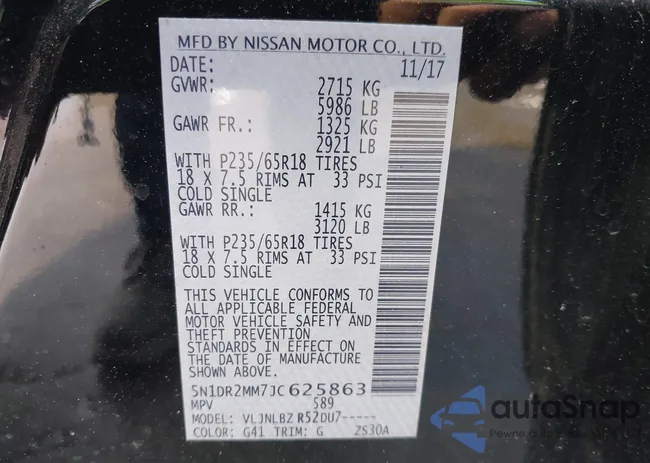 MFD BY NISSAN MOTOR CO., LTD.
DATE: 11/17
GVWR: 2715 KG
5986 LB
GAWR FR.: 1325 KG
2921 LB
WITH P235/65R18 TIRES
18 X 7.5 RIMS AT 33 PSI
COLD SINGLE
GAWR RR.: 1415 KG
3120 LB
WITH P235/65R18 TIRES
18 X 7.5 RIMS AT 33 PSI
COLD SINGLE
THIS VEHICLE CONFORMS TO
ALL APPLICABLE FEDERAL
MOTOR VEHICLE SAFETY AND
THEFT PREVENTION
STANDARDS IN EFFECT ON
THE DATE OF MANUFACTURE
SHOWN ABOVE.
5N1DR2MM7JC625863
MPV 589
MODEL: VLJNLBZ R52DU7-----
COLOR: G41 TRIM: G ZS30A
autoSnap